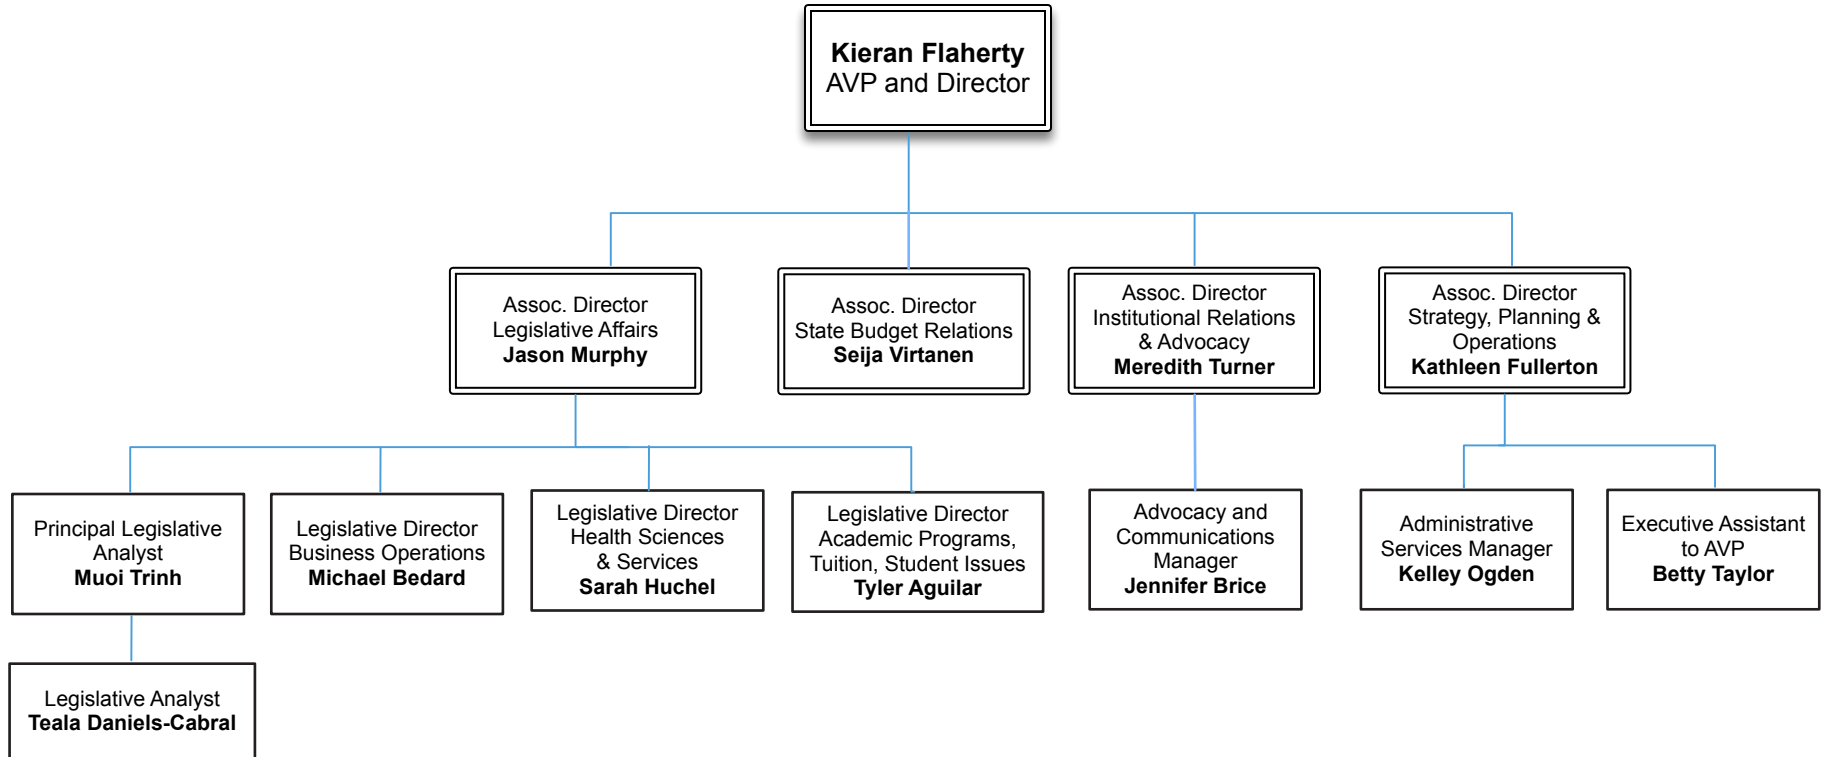 Kieran Flaherty
AVP and Director
Assoc. Director
Legislative Affairs
Jason Murphy
Assoc. Director
State Budget Relations
Seija Virtanen
Assoc. Director
Institutional Relations
& Advocacy
Meredith Turner
Assoc. Director
Strategy, Planning &
Operations
Kathleen Fullerton
Principal Legislative
Analyst
Muoi Trinh
Legislative Director
Business Operations
Michael Bedard
Legislative Director
Health Sciences
& Services
Sarah Huchel
Legislative Director
Academic Programs,
Tuition, Student Issues
Tyler Aguilar
Advocacy and
Communications
Manager
Jennifer Brice
Administrative
Services Manager
Kelley Ogden
Executive Assistant
to AVP
Betty Taylor
Legislative Analyst
Teala Daniels-Cabral